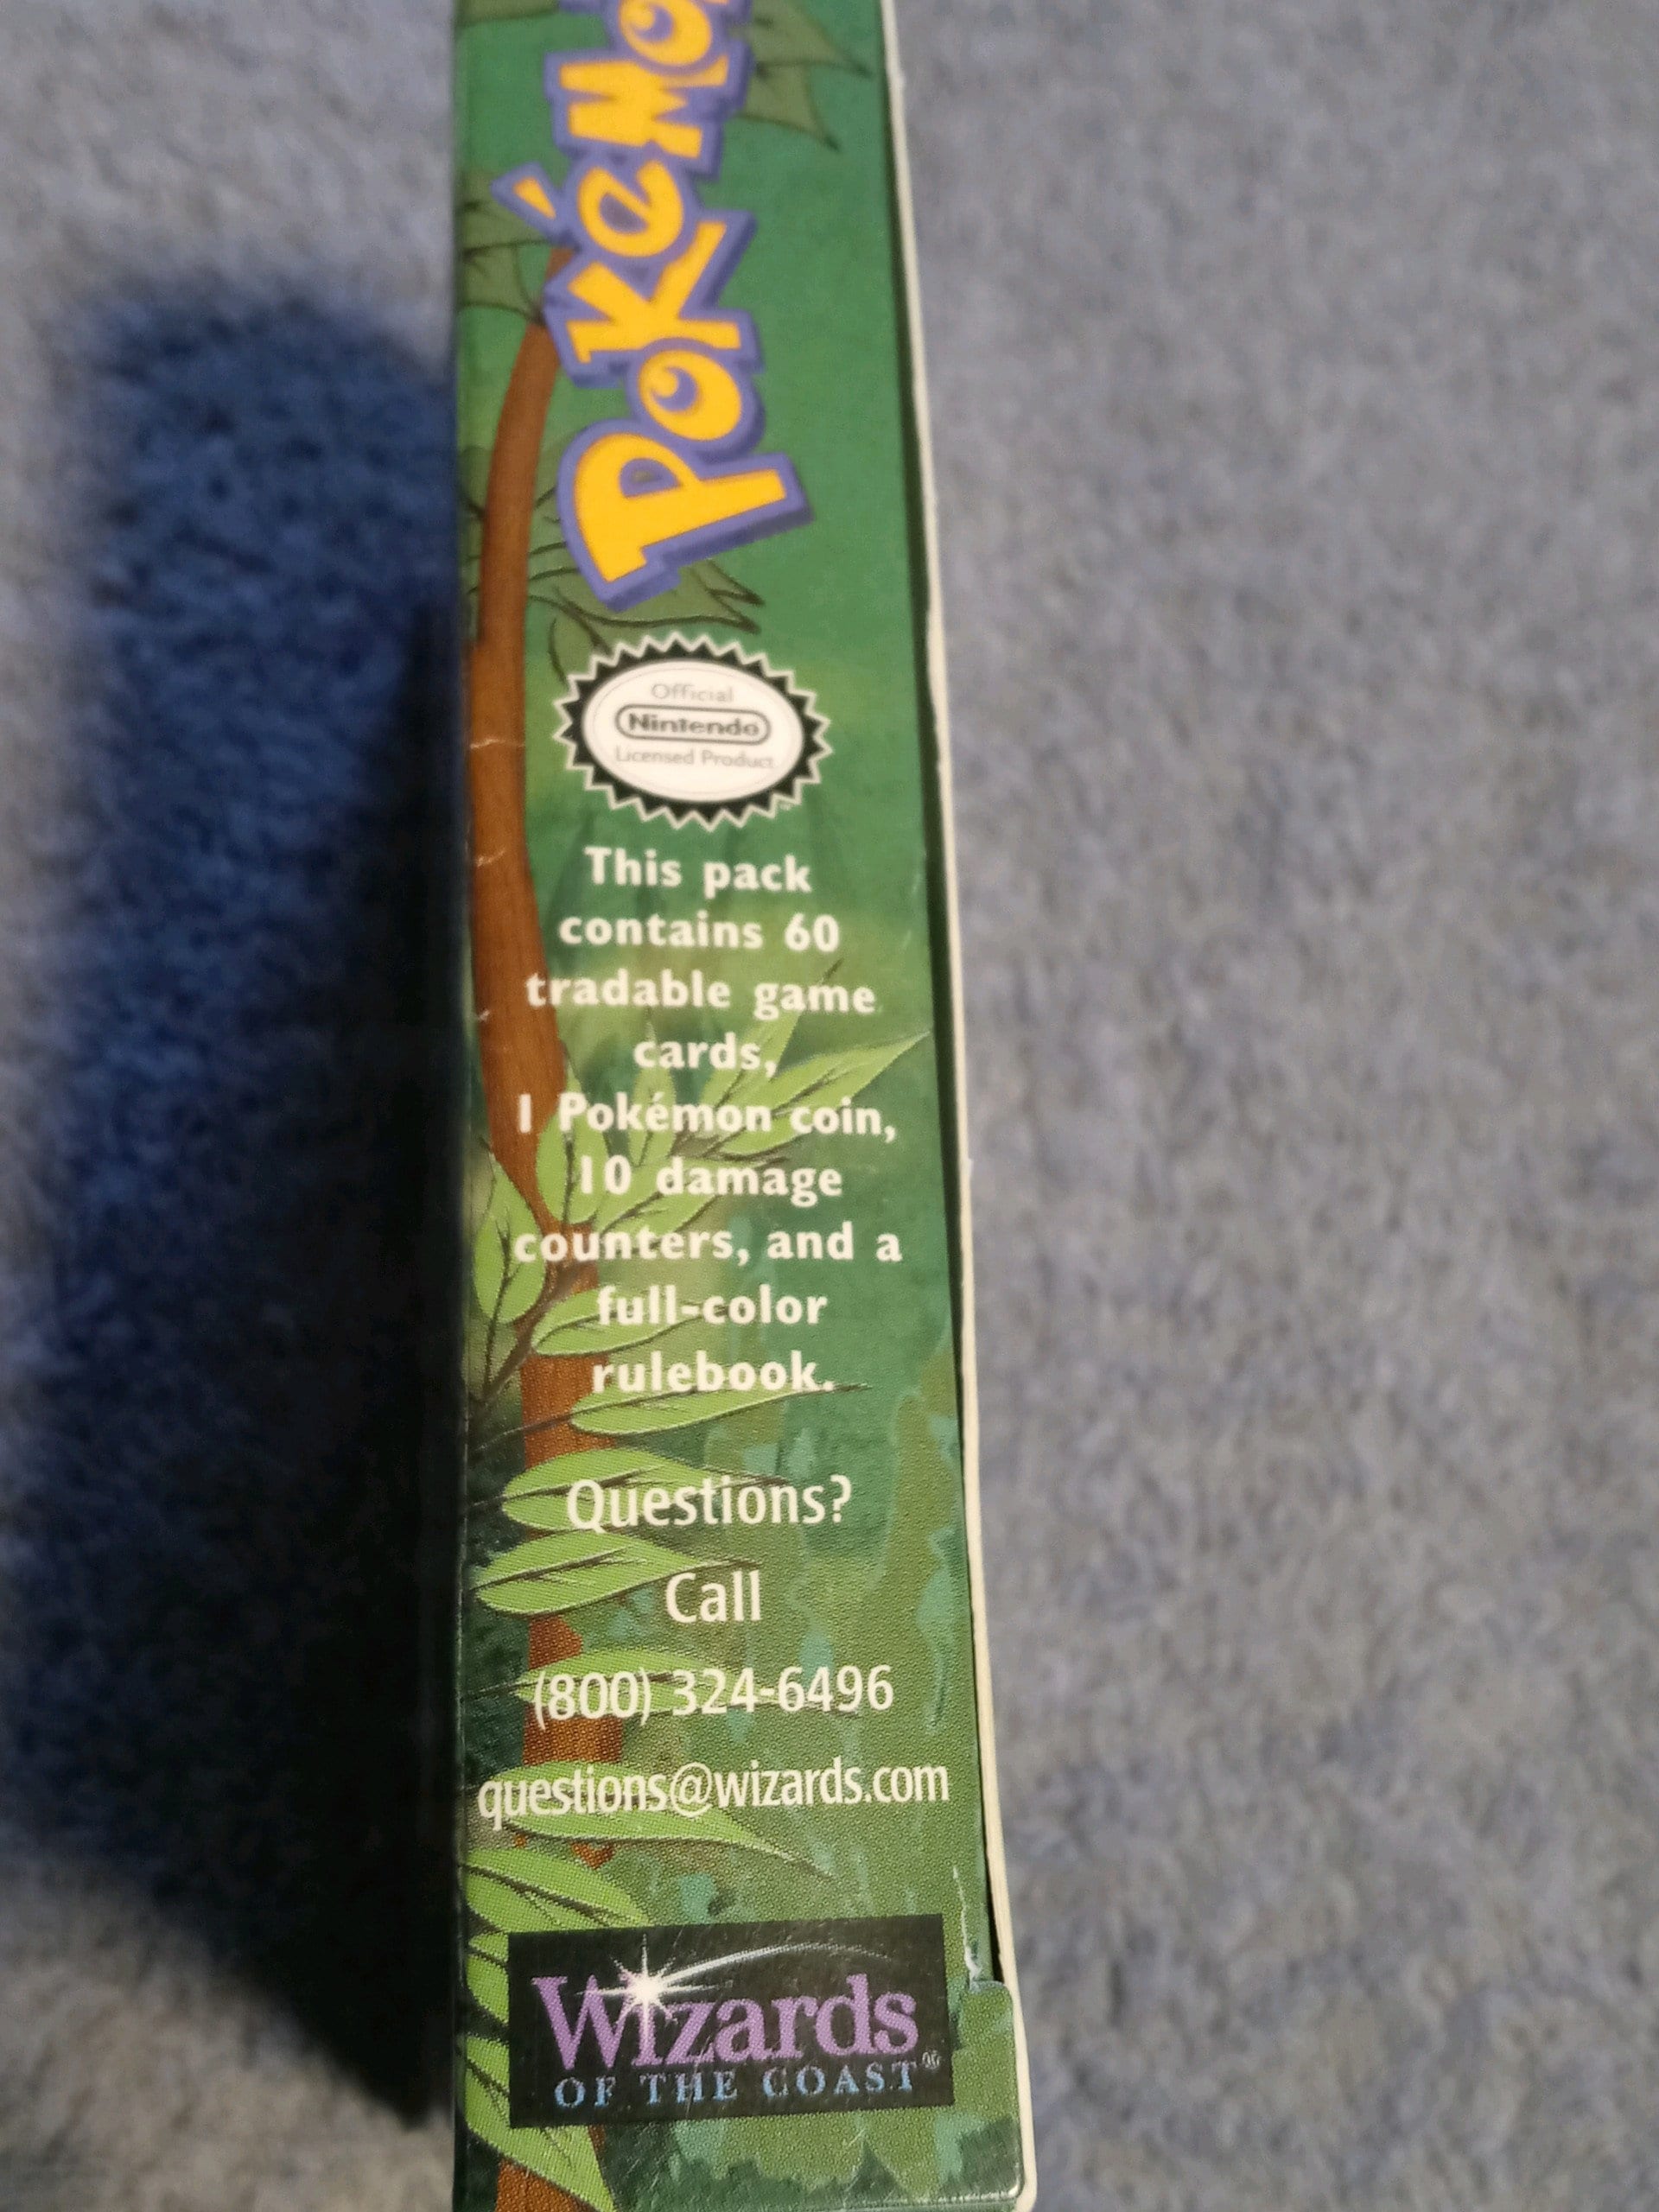 Pokémo
Official
Nintendo
Licensed Product
This pack
contains 60
tradable game
cards,
1 Pokémon coin,
10 damage
counters, and a
full-color
rulebook.
Questions?
Call
(800) 324-6496
questions@wizards.com
Wizards
OF THE COAST®